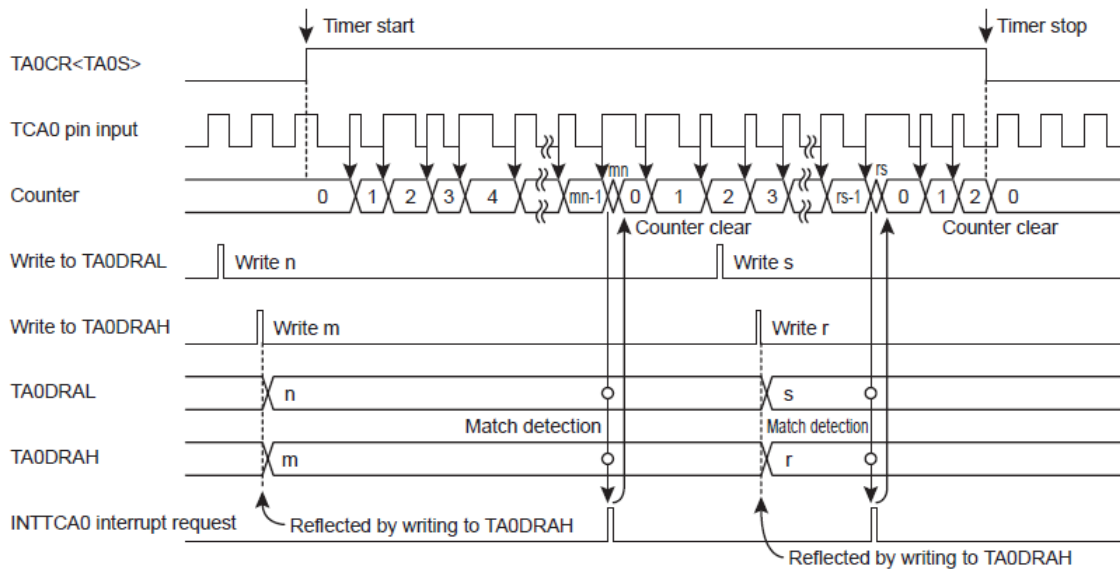 Timer start
Timer stop
TA0CR<TA0S>
TCA0 pin input
mn
rs
Counter
0 1 2 3 4 mn-1 0 1 2 3 rs-1 0 1 2 0
Counter clear
Counter clear
Write to TA0DRAL
Write n
Write s
Write to TA0DRAH
Write m
Write r
TA0DRAL
n
s
Match detection
Match detection
TA0DRAH
m
r
INTTCA0 interrupt request
Reflected by writing to TA0DRAH
Reflected by writing to TA0DRAH